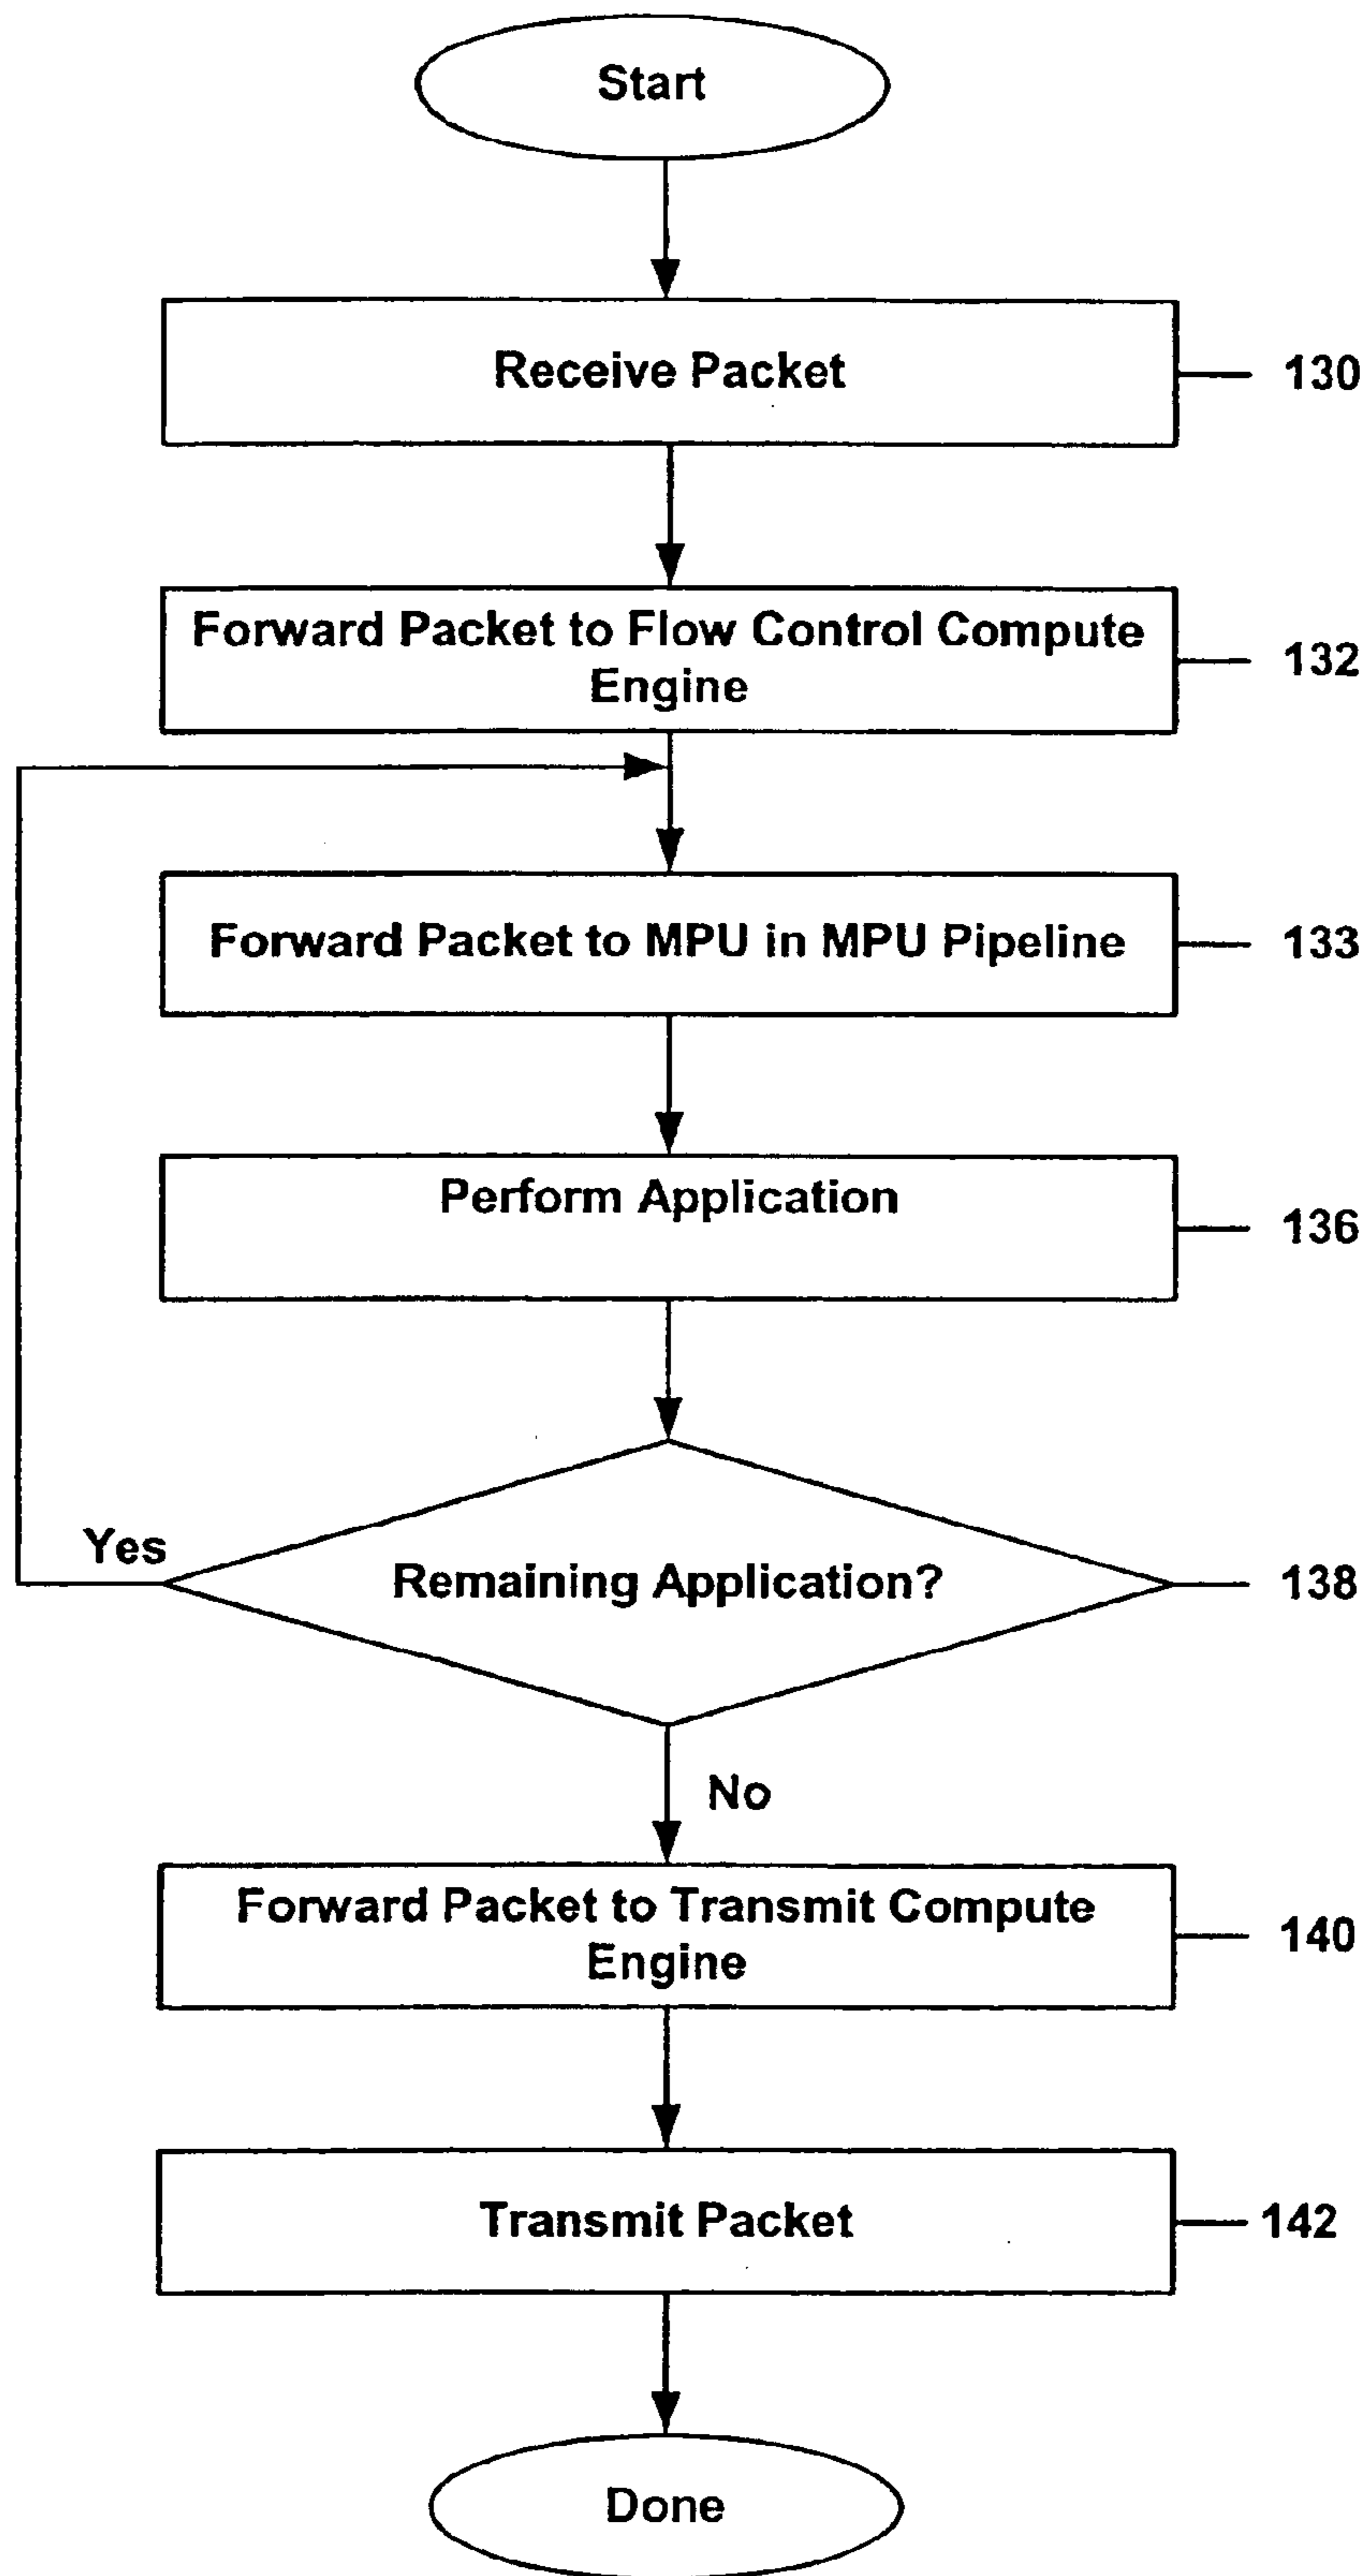 Start
Receive Packet
130
Forward Packet to Flow Control Compute
Engine
132
Forward Packet to MPU in MPU Pipeline
133
Perform Application
136
Yes
Remaining Application?
138
No
Forward Packet to Transmit Compute
Engine
140
Transmit Packet
142
Done